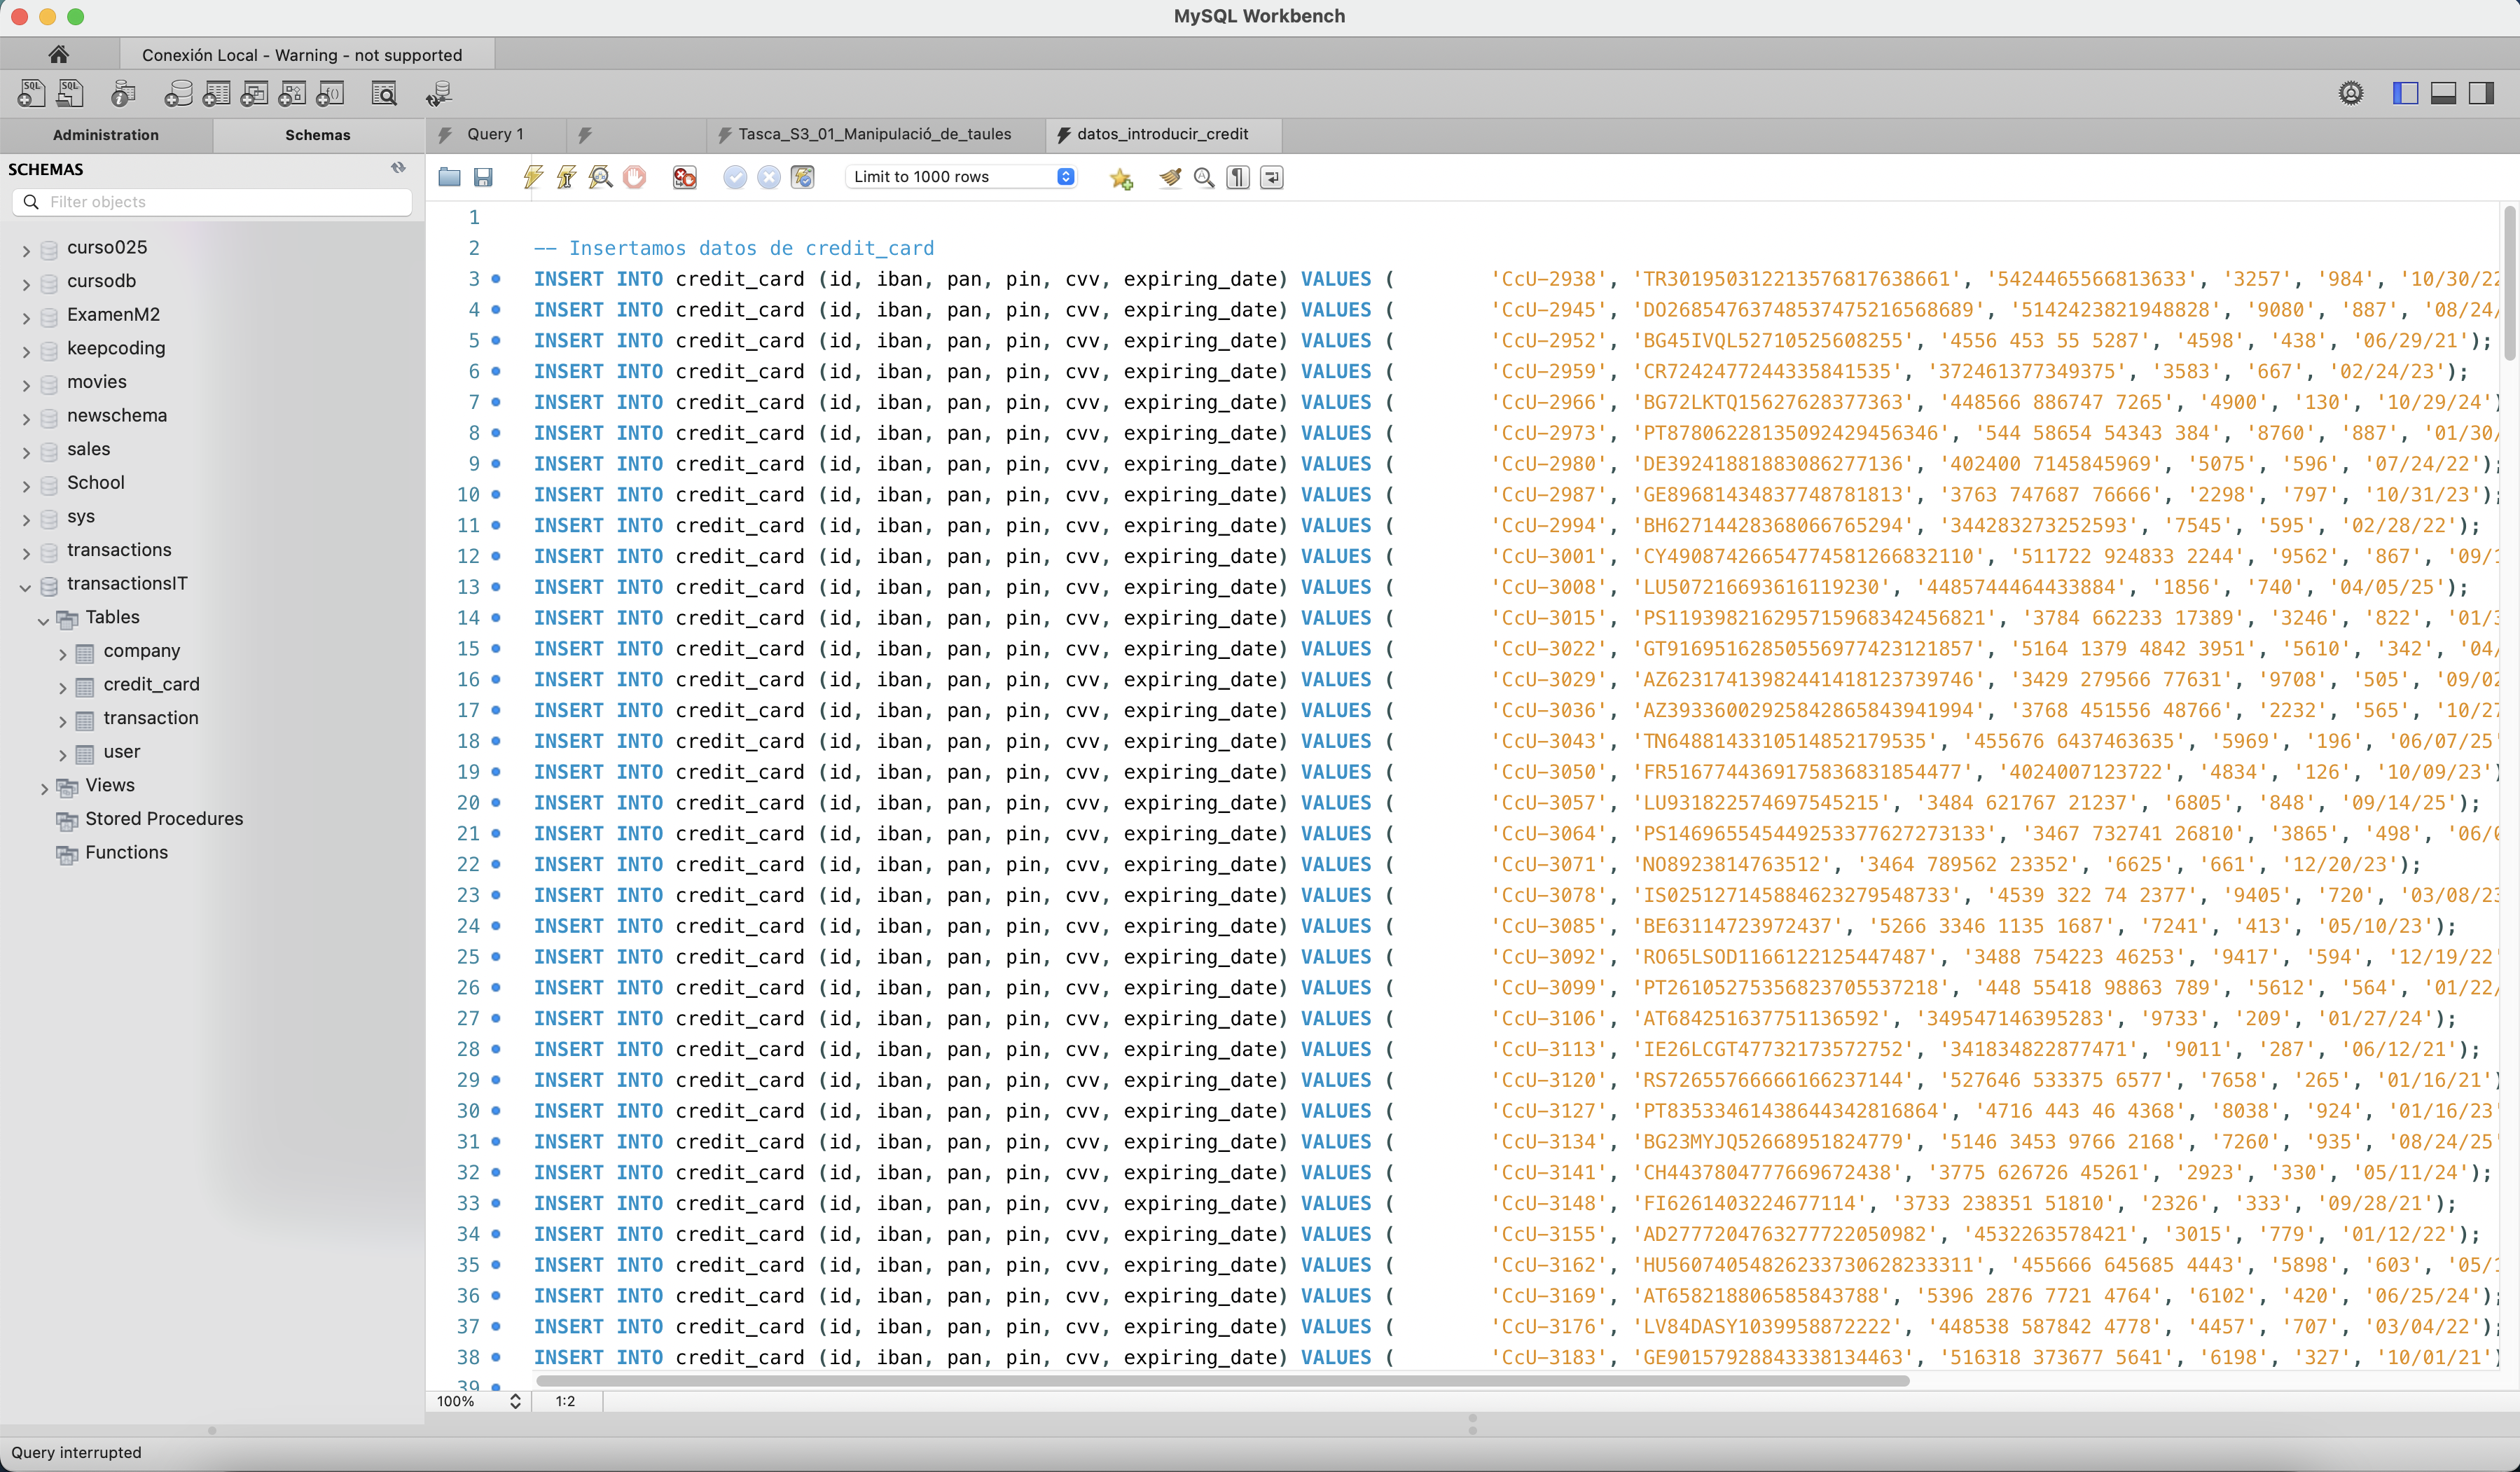 MySQL Workbench
Conexión Local - Warning - not supported
Administration
Schemas
Query 1
Tasca_S3_01_Manipulació_de_taules
datos_introducir_credit
SCHEMAS
Filter objects
Limit to 1000 rows
curso025
cursodb
ExamenM2
keepcoding
movies
newschema
sales
School
sys
transactions
transactionsIT
Tables
company
credit_card
transaction
user
Views
Stored Procedures
Functions
1
2 -- Insertamos datos de credit_card
3 INSERT INTO credit_card (id, iban, pan, pin, cvv, expiring_date) VALUES ( 'CcU-2938', 'TR301950312213576817638661', '5424465566813633', '3257', '984', '10/30/22
4 INSERT INTO credit_card (id, iban, pan, pin, cvv, expiring_date) VALUES ( 'CcU-2945', 'DO26854763748537475216568689', '5142423821948828', '9080', '887', '08/24/
5 INSERT INTO credit_card (id, iban, pan, pin, cvv, expiring_date) VALUES ( 'CcU-2952', 'BG45IVQL52710525608255', '4556 453 55 5287', '4598', '438', '06/29/21');
6 INSERT INTO credit_card (id, iban, pan, pin, cvv, expiring_date) VALUES ( 'CcU-2959', 'CR7242477244335841535', '372461377349375', '3583', '667', '02/24/23');
7 INSERT INTO credit_card (id, iban, pan, pin, cvv, expiring_date) VALUES ( 'CcU-2966', 'BG72LKTQ15627628377363', '448566 886747 7265', '4900', '130', '10/29/24')
8 INSERT INTO credit_card (id, iban, pan, pin, cvv, expiring_date) VALUES ( 'CcU-2973', 'PT87806228135092429456346', '544 58654 54343 384', '8760', '887', '01/30/
9 INSERT INTO credit_card (id, iban, pan, pin, cvv, expiring_date) VALUES ( 'CcU-2980', 'DE39241881883086277136', '402400 7145845969', '5075', '596', '07/24/22');
10 INSERT INTO credit_card (id, iban, pan, pin, cvv, expiring_date) VALUES ( 'CcU-2987', 'GE89681434837748781813', '3763 747687 76666', '2298', '797', '10/31/23');
11 INSERT INTO credit_card (id, iban, pan, pin, cvv, expiring_date) VALUES ( 'CcU-2994', 'BH62714428368066765294', '344283273252593', '7545', '595', '02/28/22');
12 INSERT INTO credit_card (id, iban, pan, pin, cvv, expiring_date) VALUES ( 'CcU-3001', 'CY49087426654774581266832110', '511722 924833 2244', '9562', '867', '09/1
13 INSERT INTO credit_card (id, iban, pan, pin, cvv, expiring_date) VALUES ( 'CcU-3008', 'LU507216693616119230', '4485744464433884', '1856', '740', '04/05/25');
14 INSERT INTO credit_card (id, iban, pan, pin, cvv, expiring_date) VALUES ( 'CcU-3015', 'PS119398216295715968342456821', '3784 662233 17389', '3246', '822', '01/3
15 INSERT INTO credit_card (id, iban, pan, pin, cvv, expiring_date) VALUES ( 'CcU-3022', 'GT91695162850556977423121857', '5164 1379 4842 3951', '5610', '342', '04/
16 INSERT INTO credit_card (id, iban, pan, pin, cvv, expiring_date) VALUES ( 'CcU-3029', 'AZ62317413982441418123739746', '3429 279566 77631', '9708', '505', '09/02
17 INSERT INTO credit_card (id, iban, pan, pin, cvv, expiring_date) VALUES ( 'CcU-3036', 'AZ39336002925842865843941994', '3768 451556 48766', '2232', '565', '10/27
18 INSERT INTO credit_card (id, iban, pan, pin, cvv, expiring_date) VALUES ( 'CcU-3043', 'TN6488143310514852179535', '455676 6437463635', '5969', '196', '06/07/25'
19 INSERT INTO credit_card (id, iban, pan, pin, cvv, expiring_date) VALUES ( 'CcU-3050', 'FR5167744369175836831854477', '4024007123722', '4834', '126', '10/09/23')
20 INSERT INTO credit_card (id, iban, pan, pin, cvv, expiring_date) VALUES ( 'CcU-3057', 'LU931822574697545215', '3484 621767 21237', '6805', '848', '09/14/25');
21 INSERT INTO credit_card (id, iban, pan, pin, cvv, expiring_date) VALUES ( 'CcU-3064', 'PS146965545449253377627273133', '3467 732741 26810', '3865', '498', '06/0
22 INSERT INTO credit_card (id, iban, pan, pin, cvv, expiring_date) VALUES ( 'CcU-3071', 'NO8923814763512', '3464 789562 23352', '6625', '661', '12/20/23');
23 INSERT INTO credit_card (id, iban, pan, pin, cvv, expiring_date) VALUES ( 'CcU-3078', 'IS025127145884623279548733', '4539 322 74 2377', '9405', '720', '03/08/23
24 INSERT INTO credit_card (id, iban, pan, pin, cvv, expiring_date) VALUES ( 'CcU-3085', 'BE63114723972437', '5266 3346 1135 1687', '7241', '413', '05/10/23');
25 INSERT INTO credit_card (id, iban, pan, pin, cvv, expiring_date) VALUES ( 'CcU-3092', 'RO65LSOD1166122125447487', '3488 754223 46253', '9417', '594', '12/19/22'
26 INSERT INTO credit_card (id, iban, pan, pin, cvv, expiring_date) VALUES ( 'CcU-3099', 'PT26105275356823705537218', '448 55418 98863 789', '5612', '564', '01/22/
27 INSERT INTO credit_card (id, iban, pan, pin, cvv, expiring_date) VALUES ( 'CcU-3106', 'AT684251637751136592', '349547146395283', '9733', '209', '01/27/24');
28 INSERT INTO credit_card (id, iban, pan, pin, cvv, expiring_date) VALUES ( 'CcU-3113', 'IE26LCGT47732173572752', '341834822877471', '9011', '287', '06/12/21');
29 INSERT INTO credit_card (id, iban, pan, pin, cvv, expiring_date) VALUES ( 'CcU-3120', 'RS72655766666166237144', '527646 533375 6577', '7658', '265', '01/16/21')
30 INSERT INTO credit_card (id, iban, pan, pin, cvv, expiring_date) VALUES ( 'CcU-3127', 'PT83533461438644342816864', '4716 443 46 4368', '8038', '924', '01/16/23'
31 INSERT INTO credit_card (id, iban, pan, pin, cvv, expiring_date) VALUES ( 'CcU-3134', 'BG23MYJQ52668951824779', '5146 3453 9766 2168', '7260', '935', '08/24/25'
32 INSERT INTO credit_card (id, iban, pan, pin, cvv, expiring_date) VALUES ( 'CcU-3141', 'CH4437804777669672438', '3775 626726 45261', '2923', '330', '05/11/24');
33 INSERT INTO credit_card (id, iban, pan, pin, cvv, expiring_date) VALUES ( 'CcU-3148', 'FI6261403224677114', '3733 238351 51810', '2326', '333', '09/28/21');
34 INSERT INTO credit_card (id, iban, pan, pin, cvv, expiring_date) VALUES ( 'CcU-3155', 'AD2777204763277722050982', '4532263578421', '3015', '779', '01/12/22');
35 INSERT INTO credit_card (id, iban, pan, pin, cvv, expiring_date) VALUES ( 'CcU-3162', 'HU56074054826233730628233311', '455666 645685 4443', '5898', '603', '05/1
36 INSERT INTO credit_card (id, iban, pan, pin, cvv, expiring_date) VALUES ( 'CcU-3169', 'AT658218806585843788', '5396 2876 7721 4764', '6102', '420', '06/25/24');
37 INSERT INTO credit_card (id, iban, pan, pin, cvv, expiring_date) VALUES ( 'CcU-3176', 'LV84DASY1039958872222', '448538 587842 4778', '4457', '707', '03/04/22');
38 INSERT INTO credit_card (id, iban, pan, pin, cvv, expiring_date) VALUES ( 'CcU-3183', 'GE90157928843338134463', '516318 373677 5641', '6198', '327', '10/01/21')
39
100%
1:2
Query interrupted